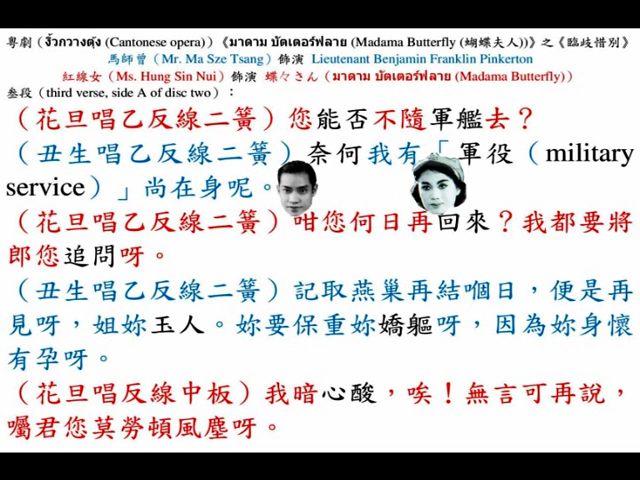 粵劇（งิ้วกวางตุ้ง (Cantonese opera)）《มาดาม บัตเตอร์ฟลาย (Madama Butterfly (蝴蝶夫人))》之《臨歧惜別》
馬師曾（Mr. Ma Sze Tsang）飾演 Lieutenant Benjamin Franklin Pinkerton
紅線女（Ms. Hung Sin Nui）飾演 蝶々さん（มาดาม บัตเตอร์ฟลาย (Madama Butterfly)）
叁段（third verse, side A of disc two）：
（花旦唱乙反線二簧）您能否不隨軍艦去？
（丑生唱乙反線二簧）奈何我有「軍役（military
service）」尚在身呢。
（花旦唱乙反線二簧）咁您何日再回來？我都要將
郎您追問呀。
（丑生唱乙反線二簧）記取燕巢再結嗰日，便是再
見呀，姐妳玉人。妳要保重妳嬌軀呀，因為妳身懷
有孕呀。
（花旦唱反線中板）我暗心酸，唉！無言可再說，
囑君您莫勞頓風塵呀。